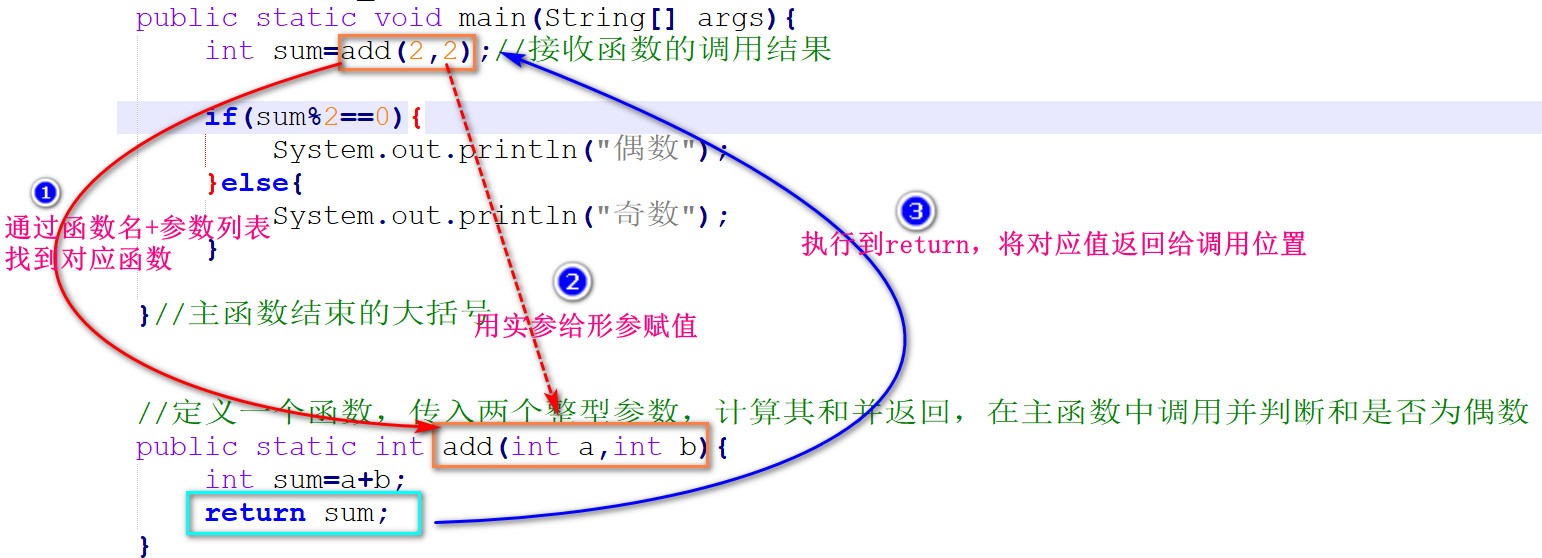 public static void main(String[] args){
int sum=add(2,2);//接收函数的调用结果
if(sum%2==0){
System.out.println("偶数");
}else{
System.out.println("奇数");
}
}//主函数结束的大括号
//定义一个函数，传入两个整型参数，计算其和并返回，在主函数中调用并判断和是否为偶数
public static int add(int a,int b){
int sum=a+b;
return sum;
}
1
通过函数名+参数列表
找到对应函数
2
用实参给形参赋值
3
执行到return，将对应值返回给调用位置